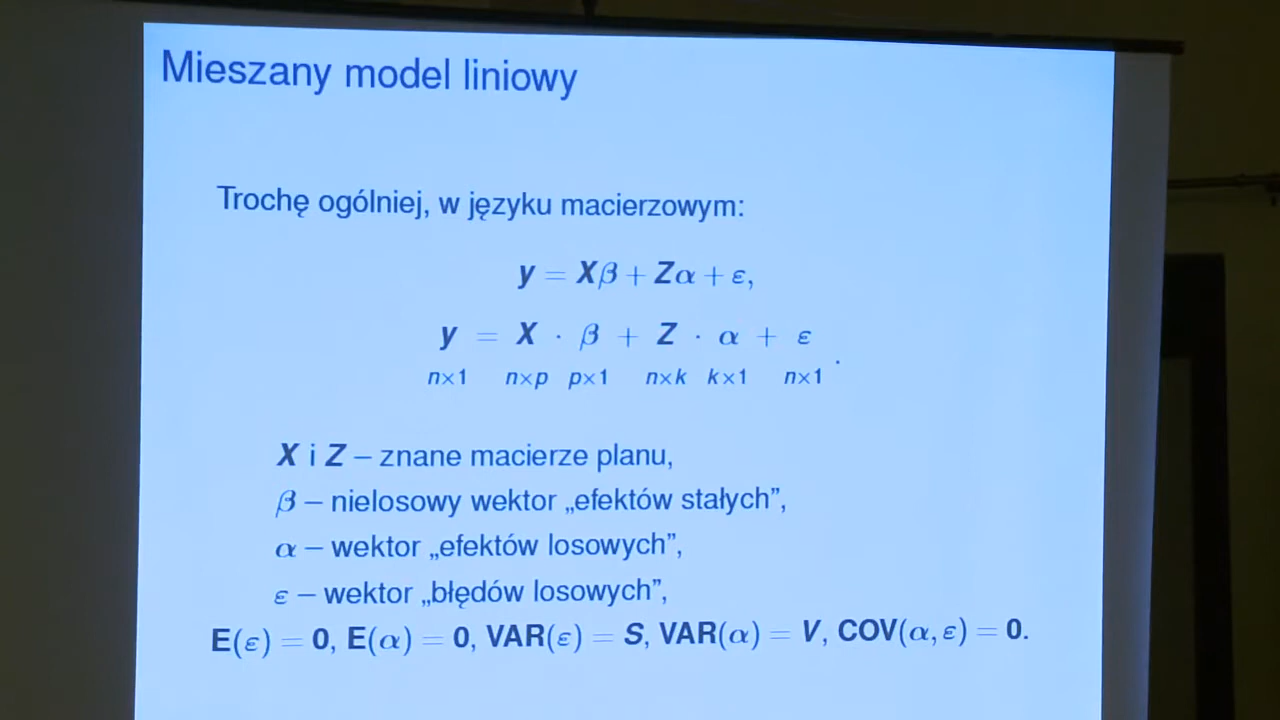 Mieszany model liniowy
Trochę ogólniej, w języku macierzowym:
y = Xβ + Zα + ε,
y = X · β + Z · α + ε .
n×1 n×p p×1 n×k k×1 n×1
X i Z – znane macierze planu,
β – nielosowy wektor „efektów stałych”,
α – wektor „efektów losowych”,
ε – wektor „błędów losowych”,
E(ε) = 0, E(α) = 0, VAR(ε) = S, VAR(α) = V, COV(α, ε) = 0.